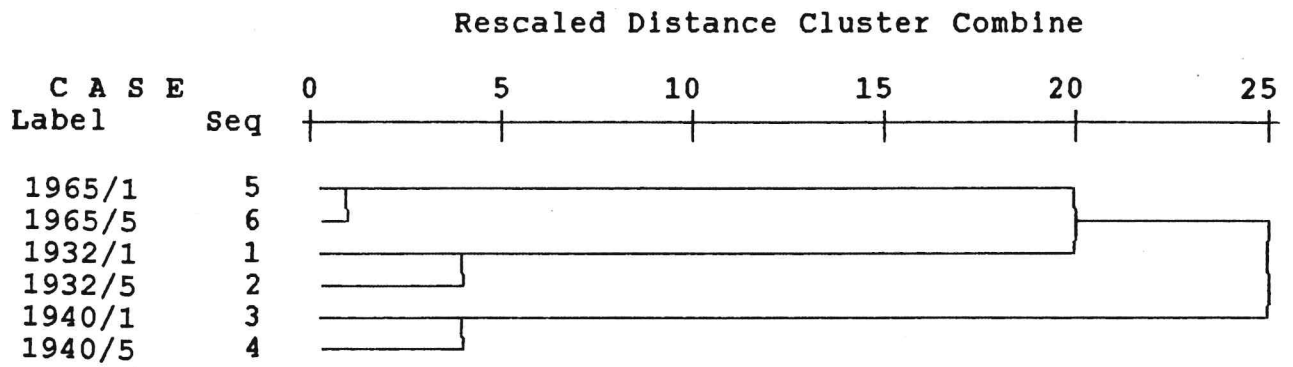 Rescaled Distance Cluster Combine
C A S E 0 5 10 15 20 25
Label Seq
1965/1 5
1965/5 6
1932/1 1
1932/5 2
1940/1 3
1940/5 4